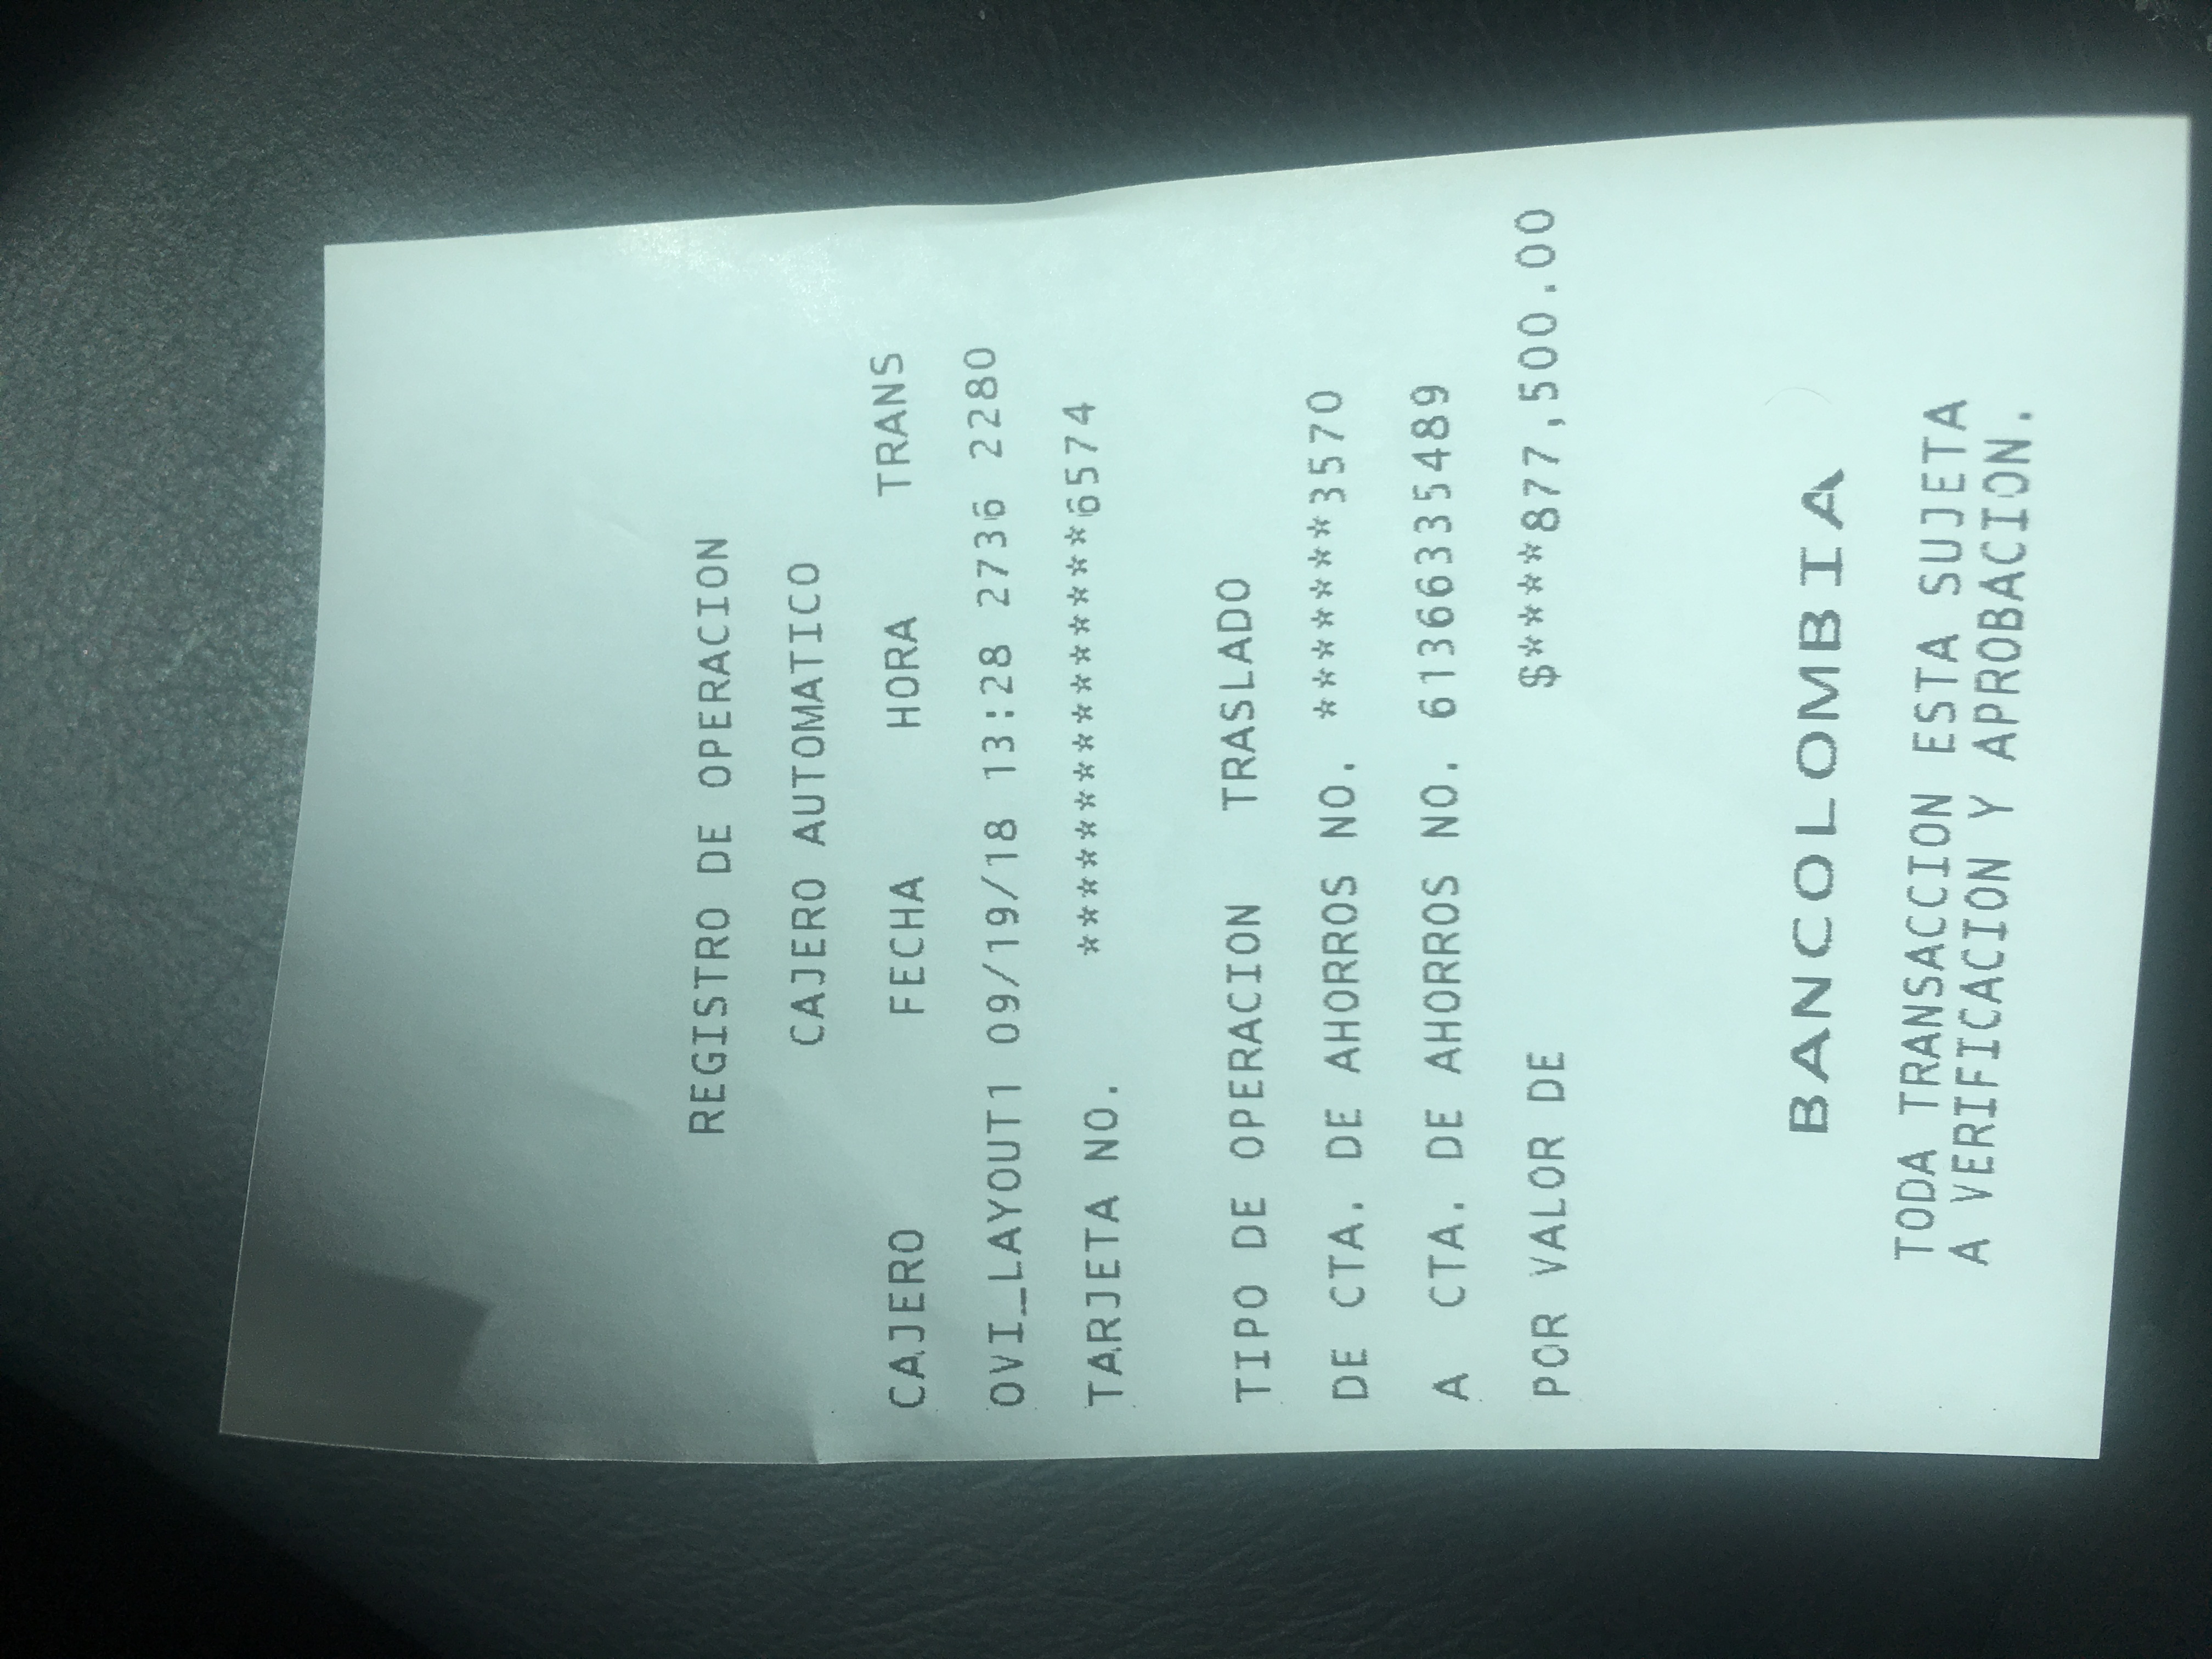 REGISTRO DE OPERACION
CAJERO AUTOMATICO
CAJERO FECHA HORA TRANS
OVI_LAYOUT1 09/19/18 13:28 2736 2280
TARJETA NO. ************6574
TIPO DE OPERACION TRASLADO
DE CTA. DE AHORROS NO. *******3570
A CTA. DE AHORROS NO. 61366335489
POR VALOR DE $****877,500.00
BANCOLOMBIA
TODA TRANSACCION ESTA SUJETA
A VERIFICACION Y APROBACION.